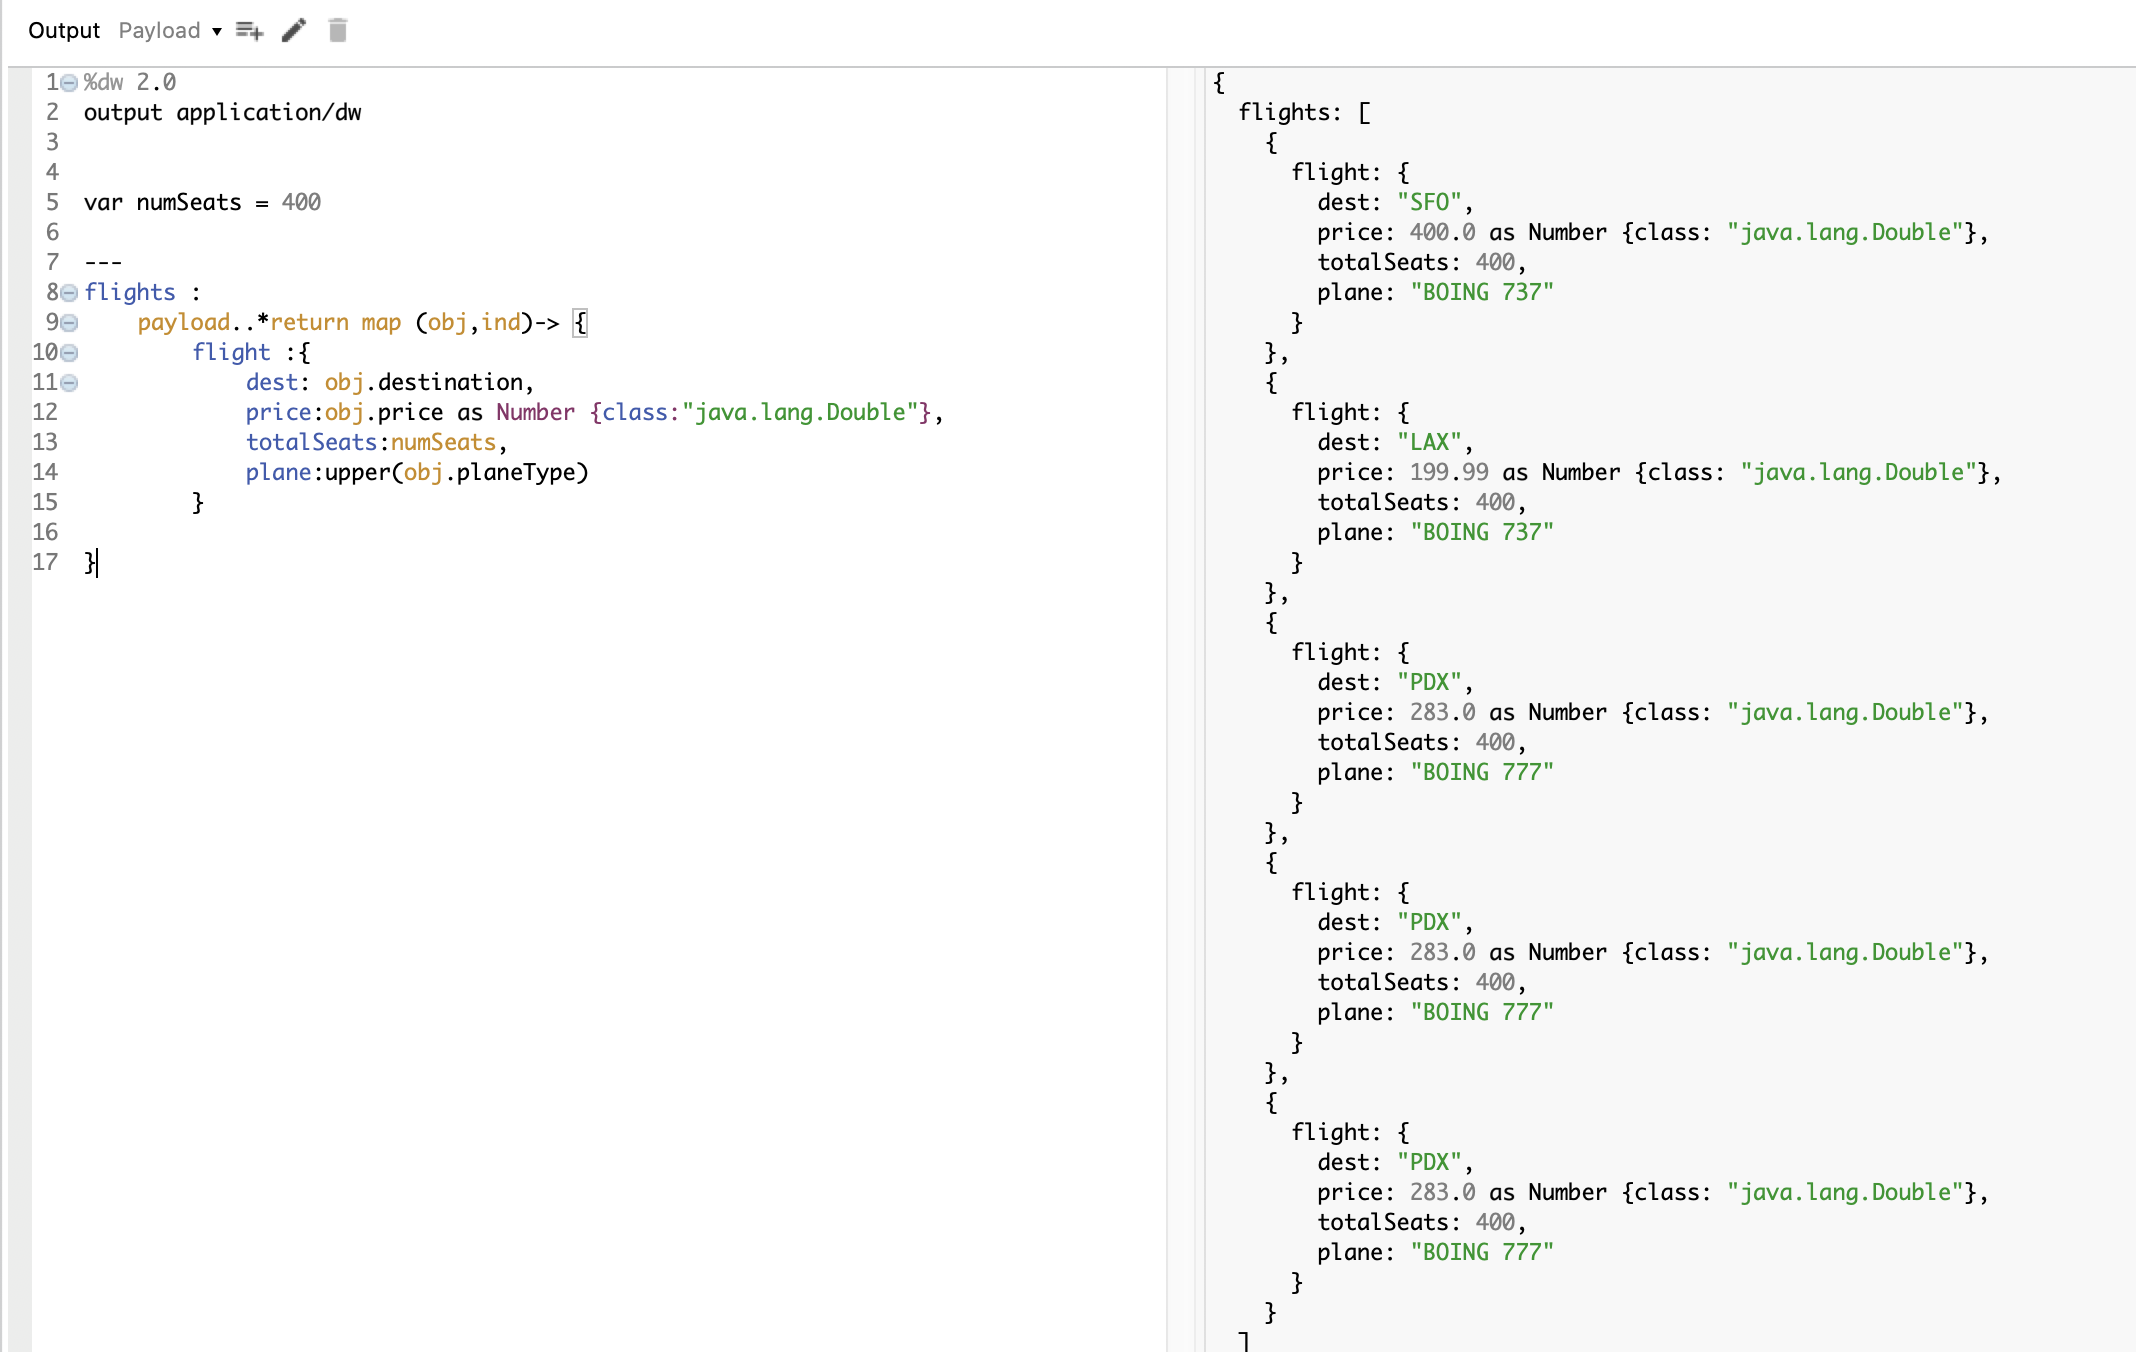 Output Payload
1 %dw 2.0
2 output application/dw
3
4
5 var numSeats = 400
6
7 ---
8 flights :
9     payload..*return map (obj,ind)-> {
10         flight :{
11             dest: obj.destination,
12             price:obj.price as Number {class:"java.lang.Double"},
13             totalSeats:numSeats,
14             plane:upper(obj.planeType)
15         }
16
17 }
{
  flights: [
    {
      flight: {
        dest: "SFO",
        price: 400.0 as Number {class: "java.lang.Double"},
        totalSeats: 400,
        plane: "BOING 737"
      }
    },
    {
      flight: {
        dest: "LAX",
        price: 199.99 as Number {class: "java.lang.Double"},
        totalSeats: 400,
        plane: "BOING 737"
      }
    },
    {
      flight: {
        dest: "PDX",
        price: 283.0 as Number {class: "java.lang.Double"},
        totalSeats: 400,
        plane: "BOING 777"
      }
    },
    {
      flight: {
        dest: "PDX",
        price: 283.0 as Number {class: "java.lang.Double"},
        totalSeats: 400,
        plane: "BOING 777"
      }
    },
    {
      flight: {
        dest: "PDX",
        price: 283.0 as Number {class: "java.lang.Double"},
        totalSeats: 400,
        plane: "BOING 777"
      }
    }
  ]